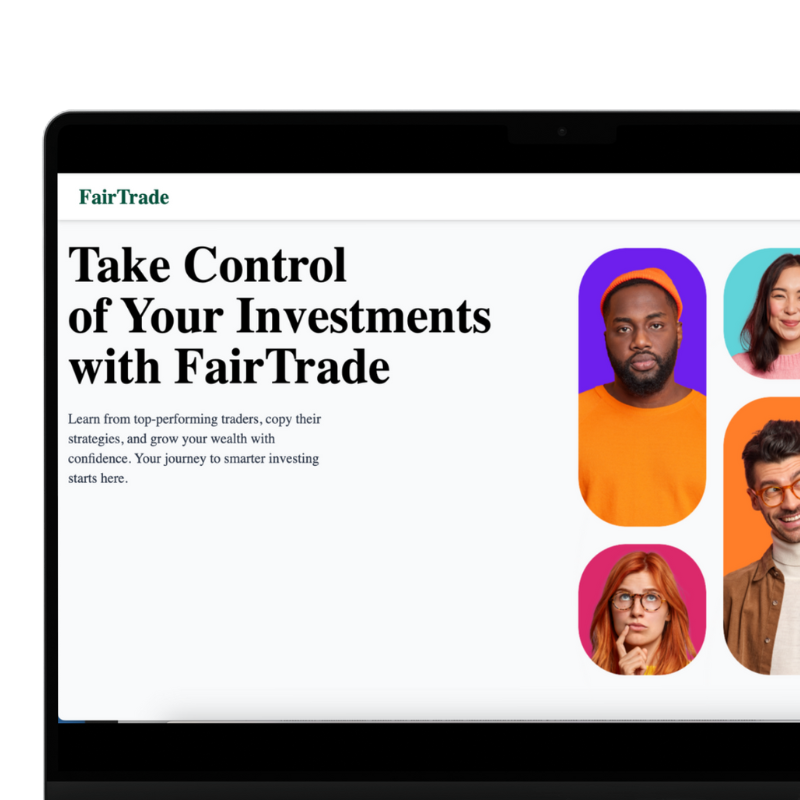 FairTrade
Take Control
of Your Investments
with FairTrade
Learn from top-performing traders, copy their
strategies, and grow your wealth with
confidence. Your journey to smarter investing
starts here.